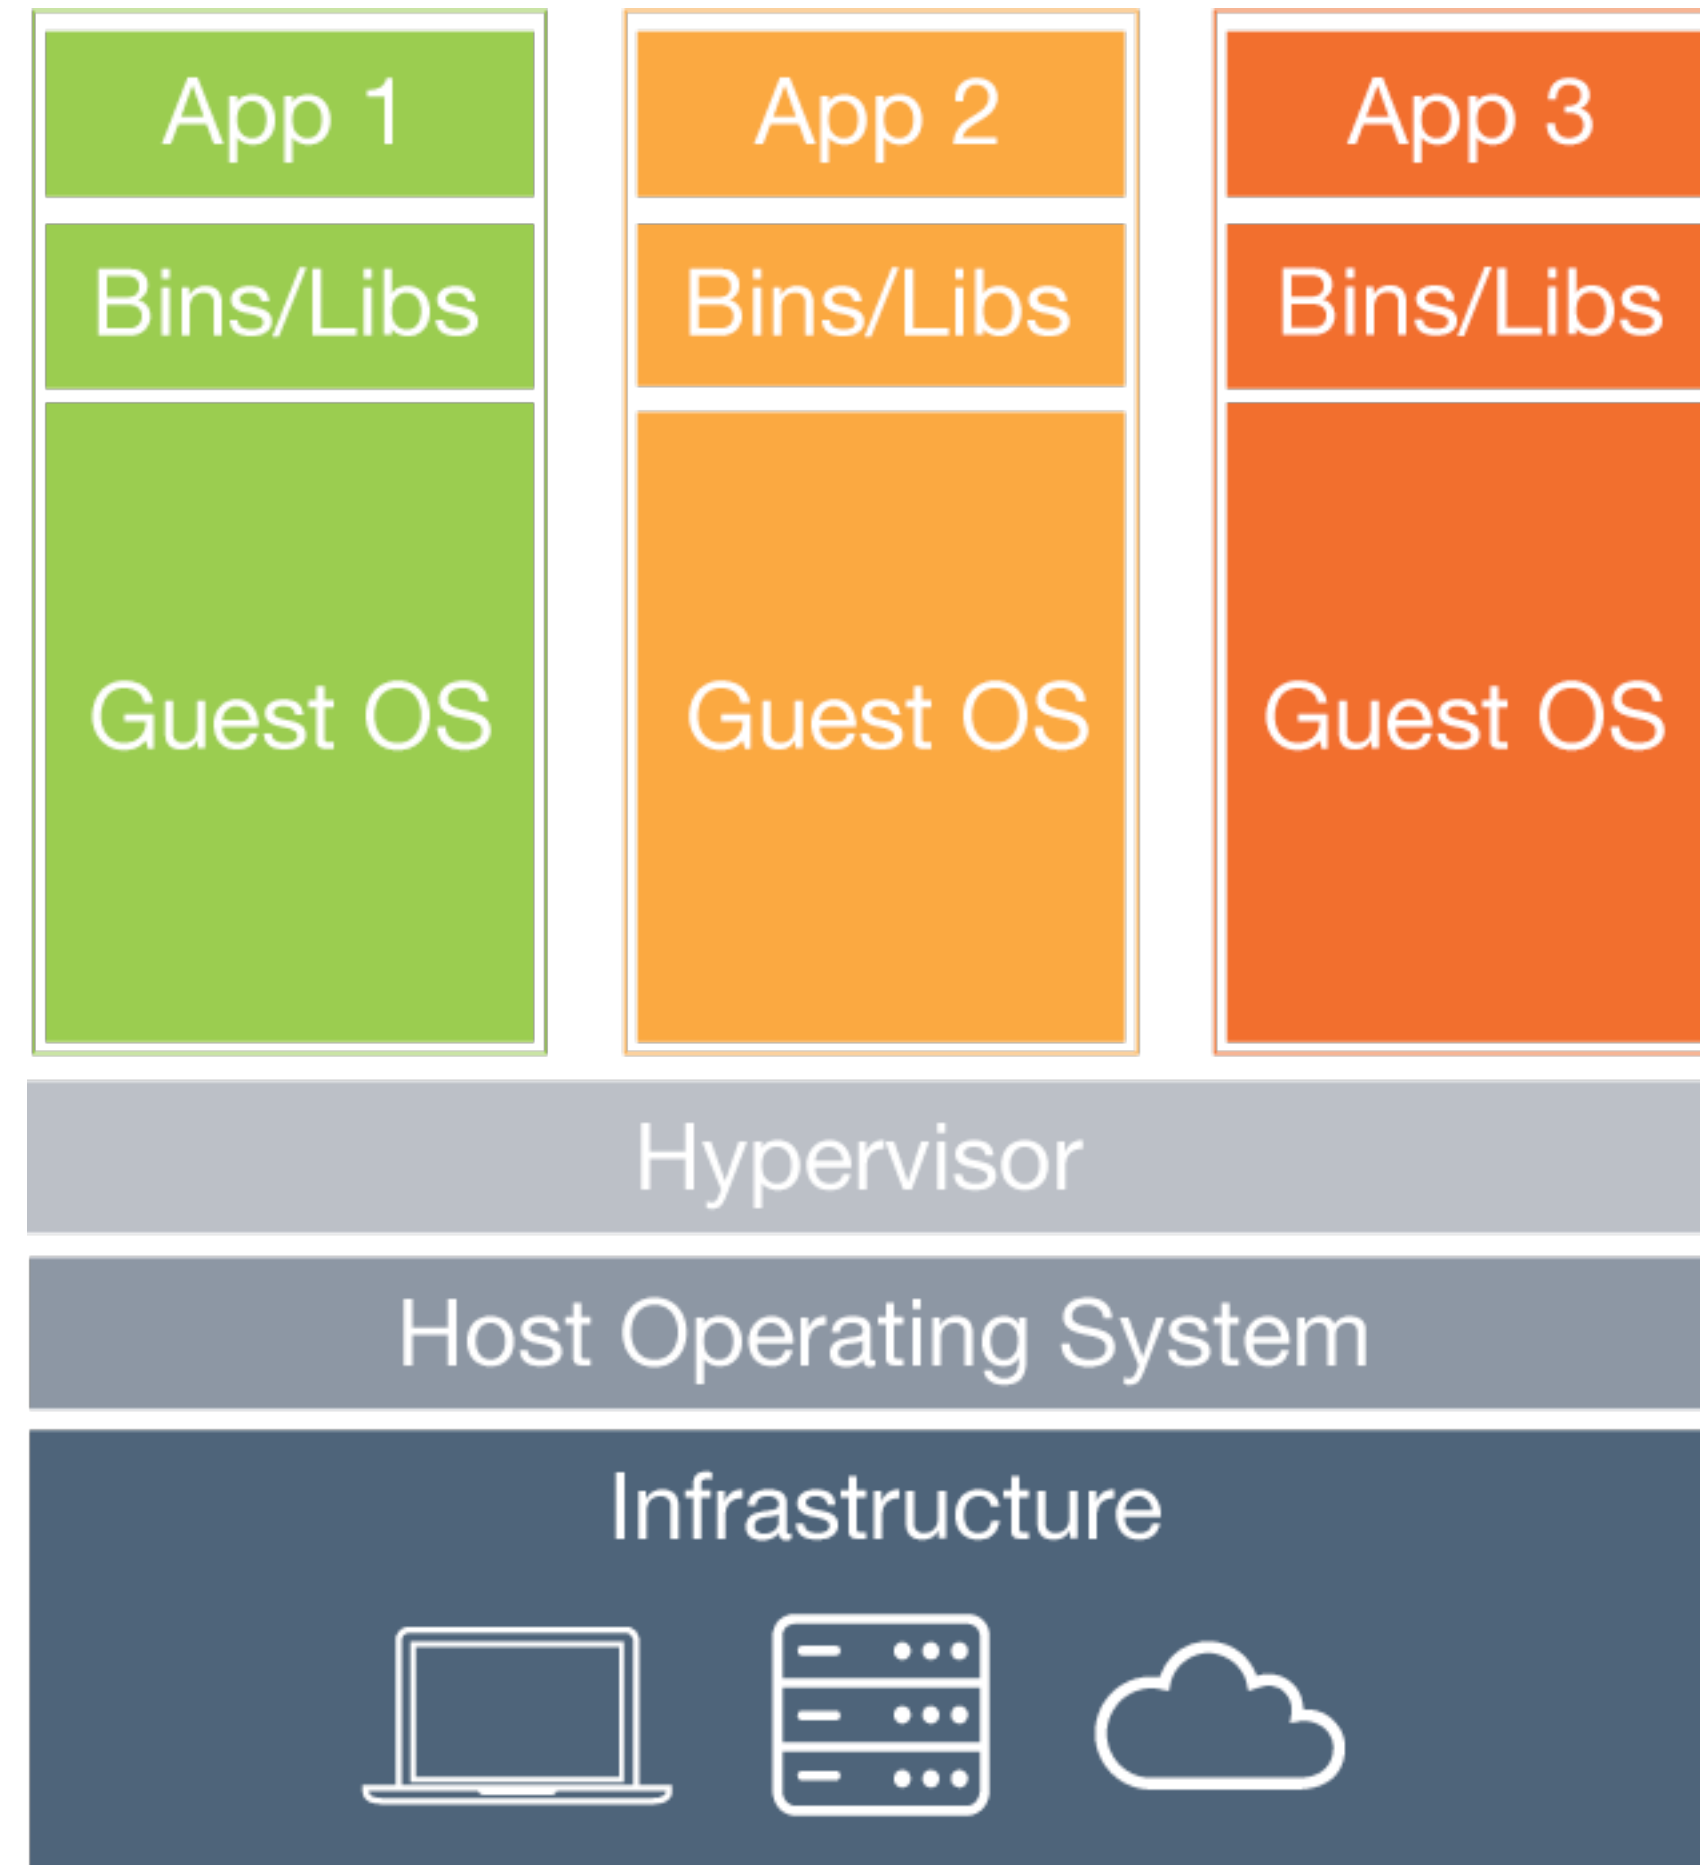 App 1
App 2
App 3
Bins/Libs
Bins/Libs
Bins/Libs
Guest OS
Guest OS
Guest OS
Hypervisor
Host Operating System
Infrastructure